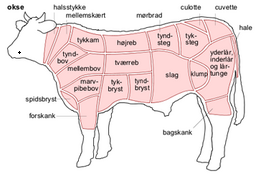 okse
halsstykke
mellemskært
mørbrad
culotte
cuvette
hale
tykkam
højreb
tynd-
steg
tyk-
steg
yderlår,
inderlår
og lår-
tunge
tynd-
bov
mellembov
tværreb
slag
klump
marv-
pibebov
tyk-
bryst
tynd-
bryst
spidsbryst
forskank
bagskank